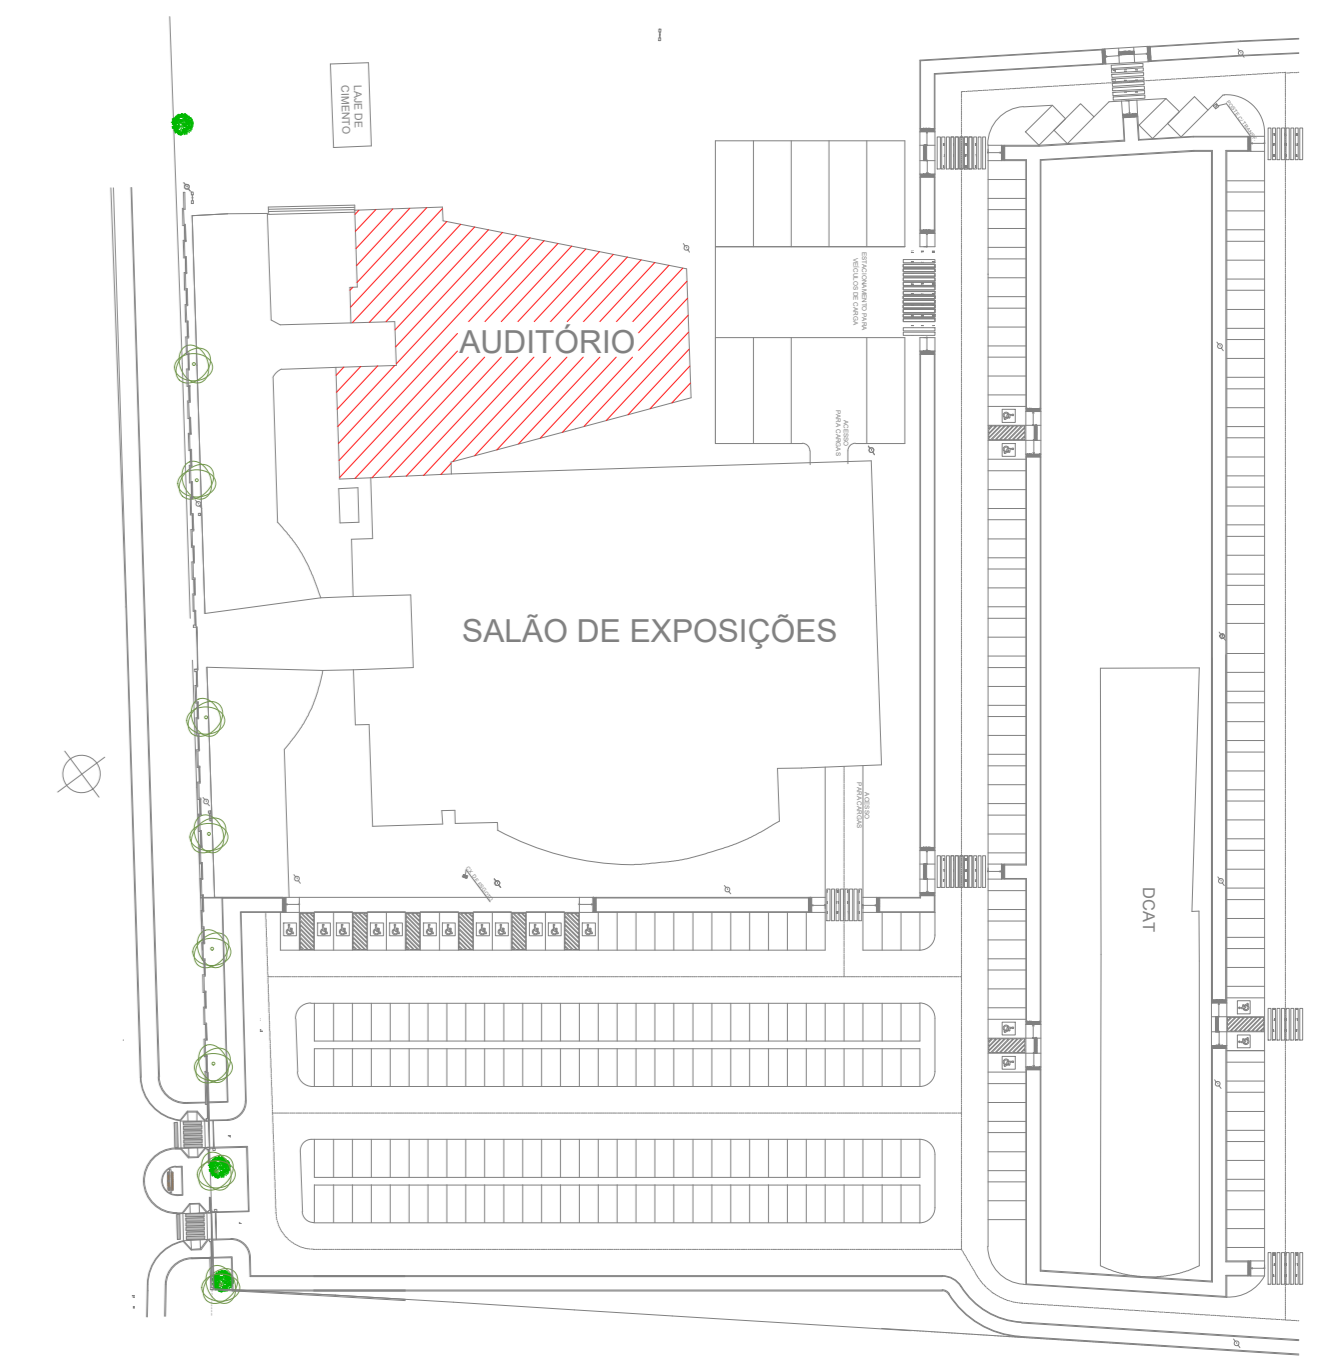 LAJE DE
CIMENTO
AUDITÓRIO
ESTACIONAMENTO PARA
VEÍCULOS DE CARGA
ACESSO
PARA CARGAS
SALÃO DE EXPOSIÇÕES
ACESSO
PARA CARGAS
DCAT